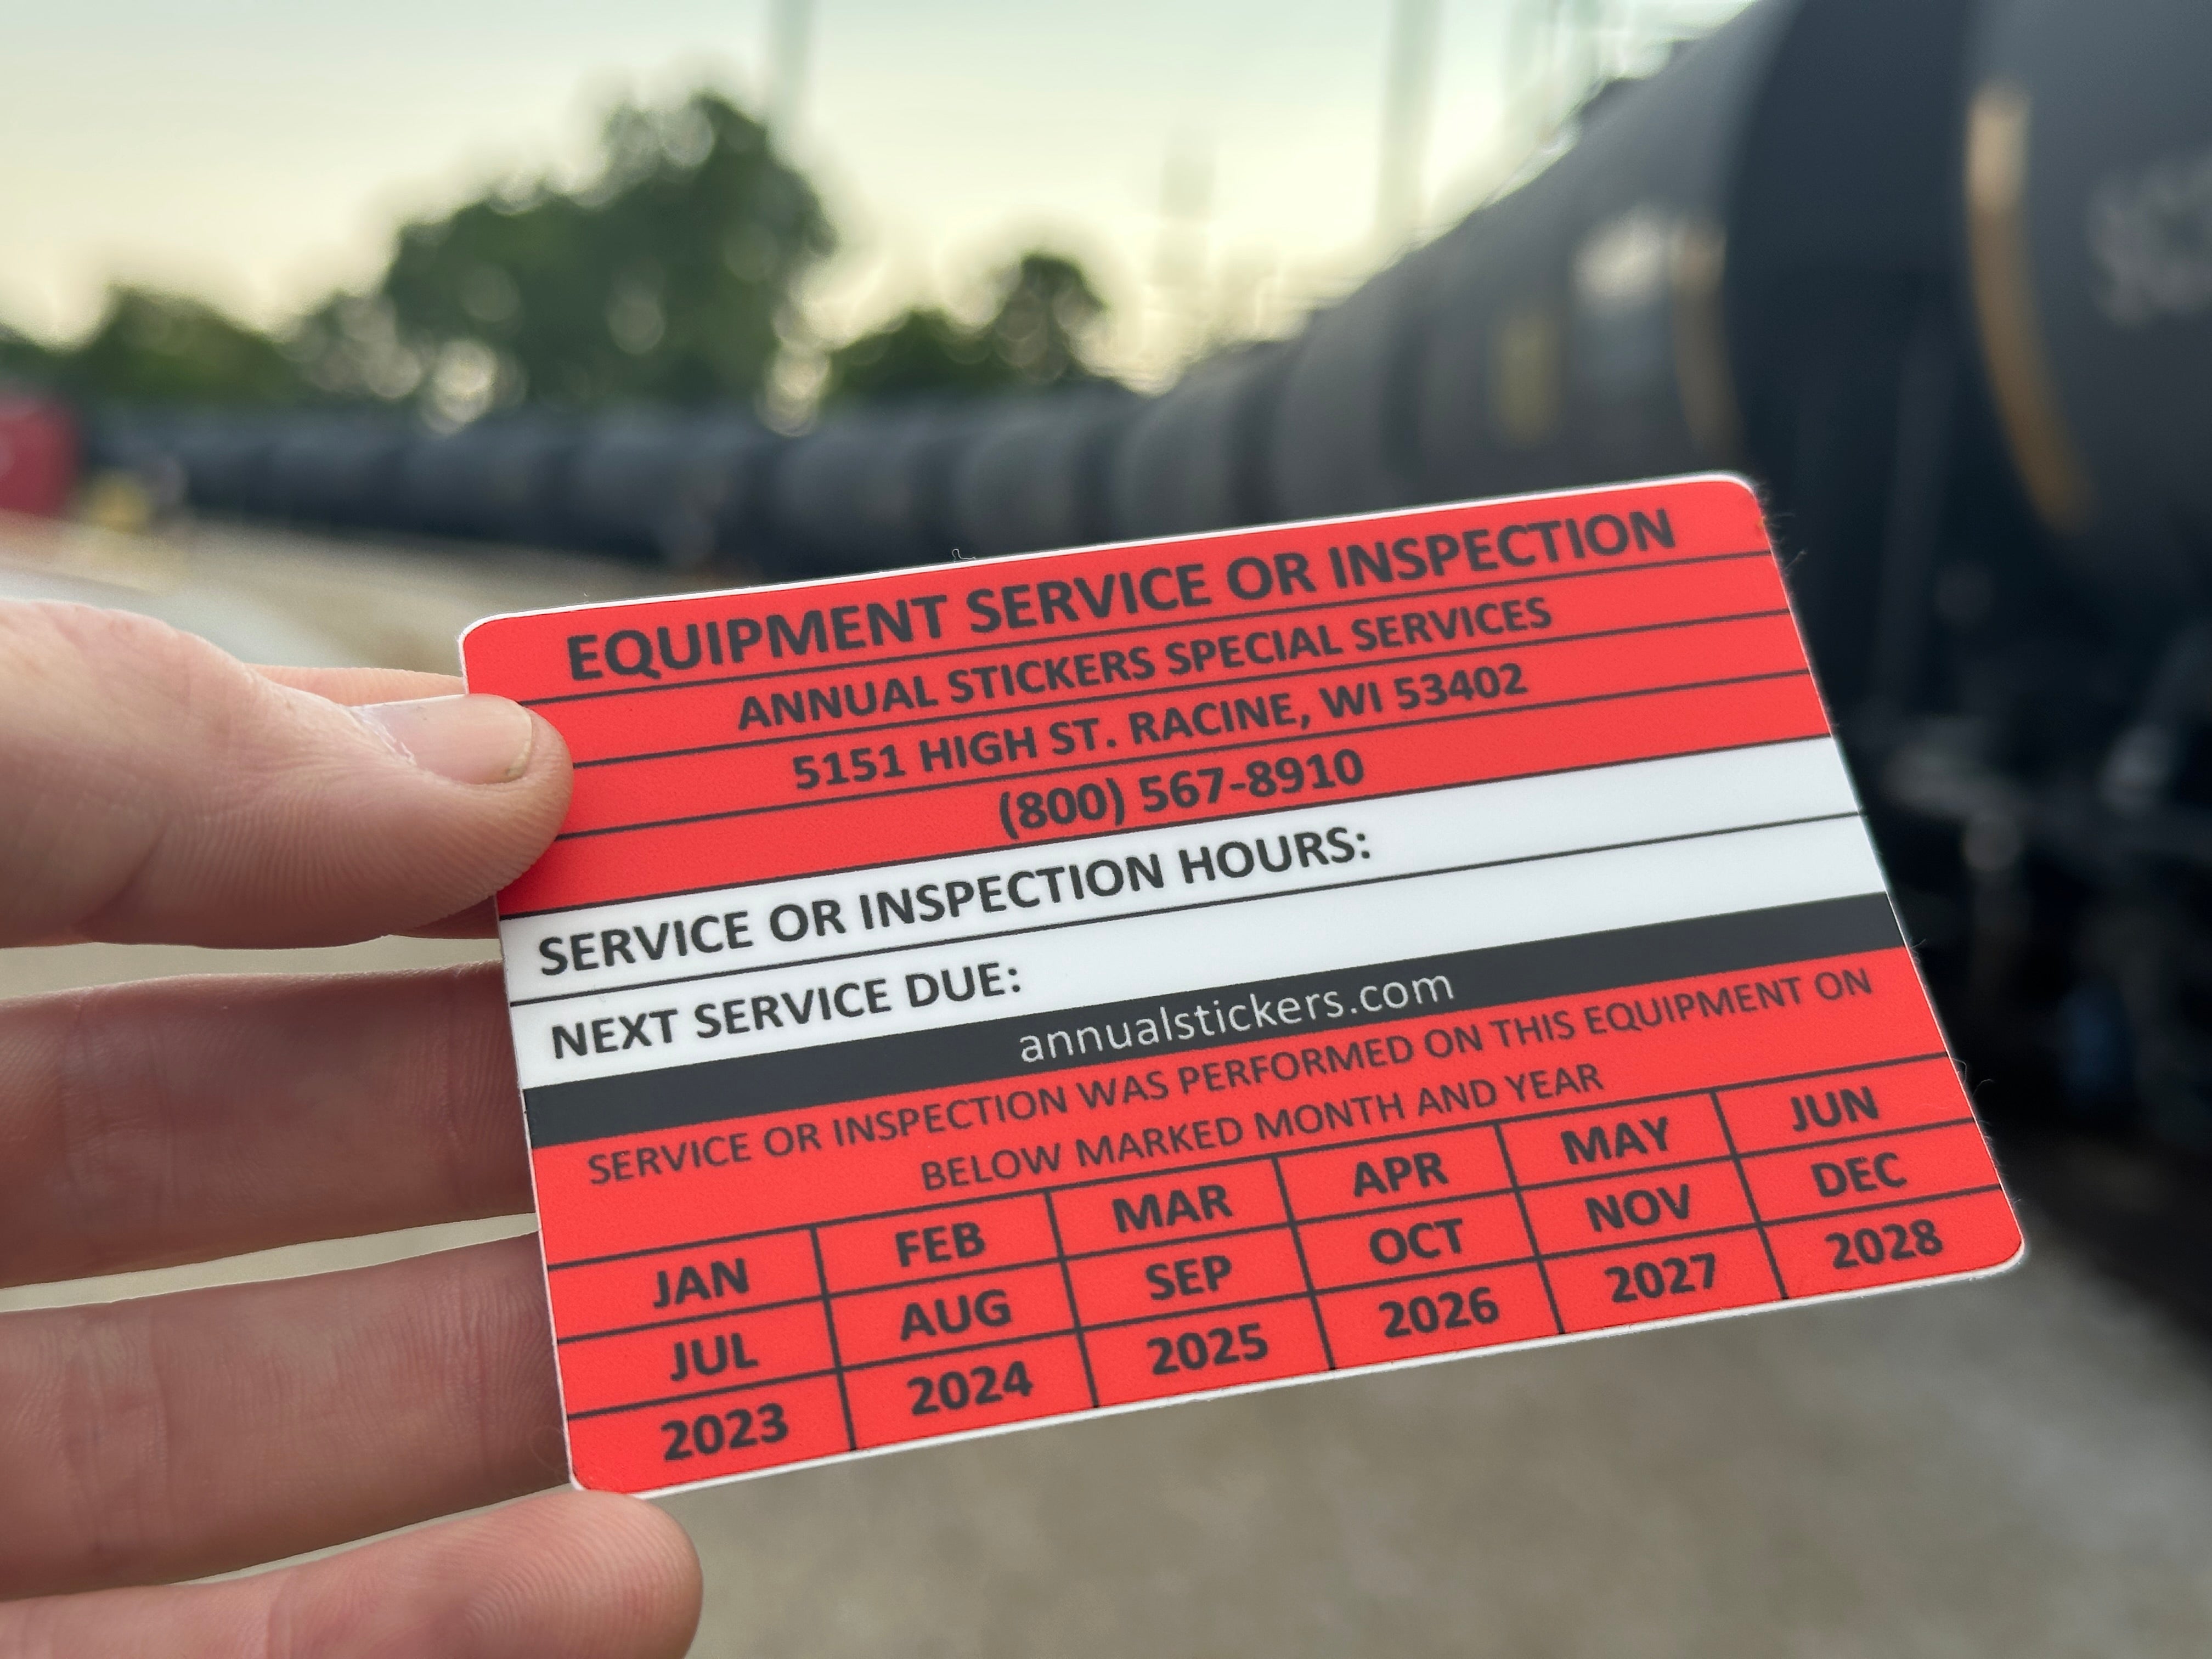 EQUIPMENT SERVICE OR INSPECTION
ANNUAL STICKERS SPECIAL SERVICES
5151 HIGH ST. RACINE, WI 53402
(800) 567-8910
SERVICE OR INSPECTION HOURS:
NEXT SERVICE DUE:
annualstickers.com
SERVICE OR INSPECTION WAS PERFORMED ON THIS EQUIPMENT ON
BELOW MARKED MONTH AND YEAR
JAN FEB MAR APR MAY JUN
JUL AUG SEP OCT NOV DEC
2023 2024 2025 2026 2027 2028